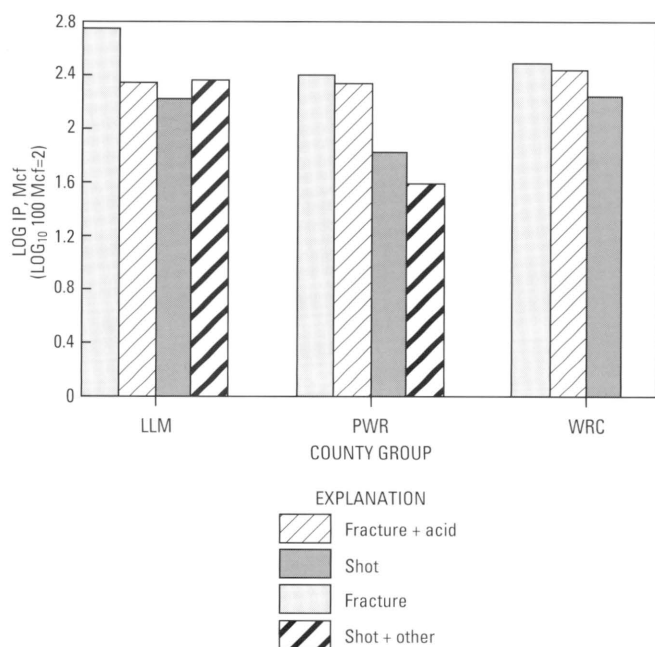 LOG IP, Mcf
(LOG₁₀ 100 Mcf=2)
2.8
2.4
2
1.6
1.2
0.8
0.4
0
LLM
PWR
WRC
COUNTY GROUP
EXPLANATION
Fracture + acid
Shot
Fracture
Shot + other